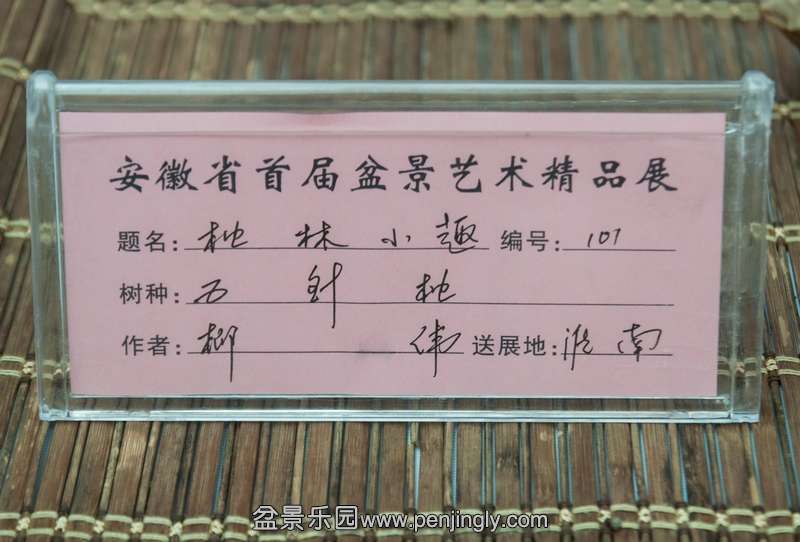 安徽省首届盆景艺术精品展
题名: 松林小趣 编号: 107
树种: 五针松
作者: 柳伟 送展地: 淮南
盆景乐园www.penjingly.com